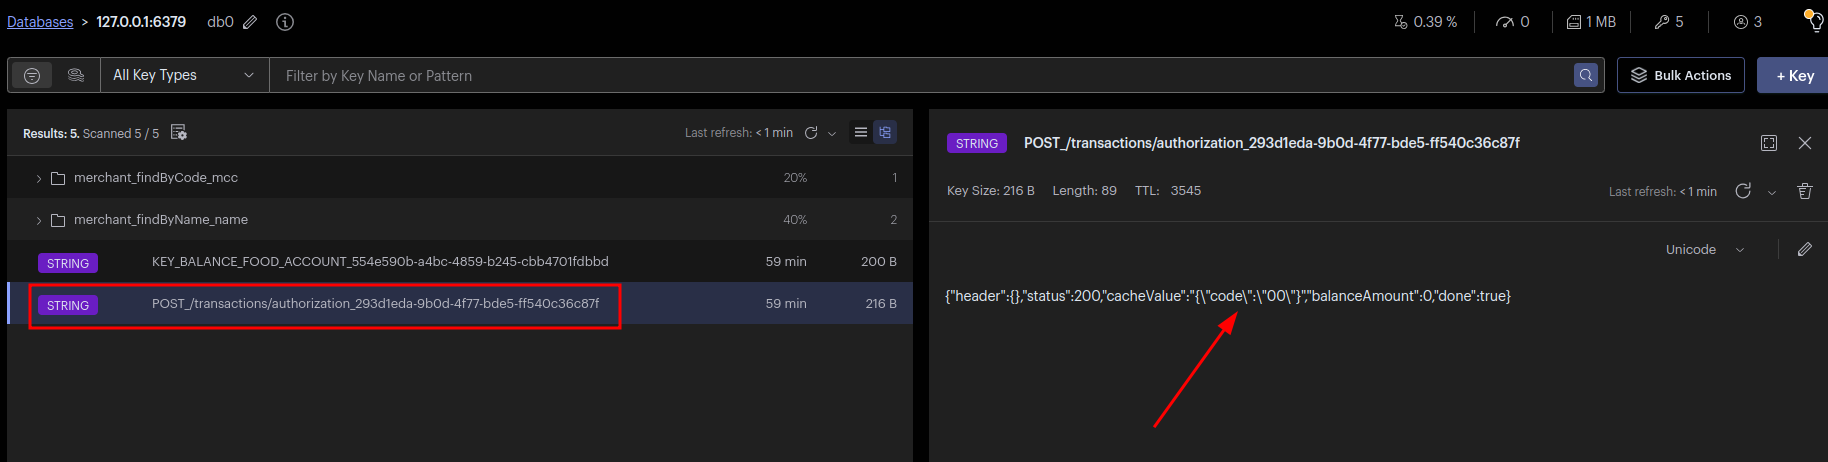 Databases > 127.0.0.1:6379 db0 0.39 % 0 1 MB 5 3
All Key Types Filter by Key Name or Pattern Bulk Actions + Key
Results: 5. Scanned 5 / 5 Last refresh: < 1 min
merchant_findByCode_mcc 20% 1
merchant_findByName_name 40% 2
STRING KEY_BALANCE_FOOD_ACCOUNT_554e590b-a4bc-4859-b245-cbb4701fdbbd 59 min 200 B
STRING POST_/transactions/authorization_293d1eda-9b0d-4f77-bde5-ff540c36c87f 59 min 216 B
STRING POST_/transactions/authorization_293d1eda-9b0d-4f77-bde5-ff540c36c87f
Key Size: 216 B Length: 89 TTL: 3545 Last refresh: < 1 min
Unicode
{"header":{},"status":200,"cacheValue":"{\"code\":\"00\"}""balanceAmount":0,"done":true}